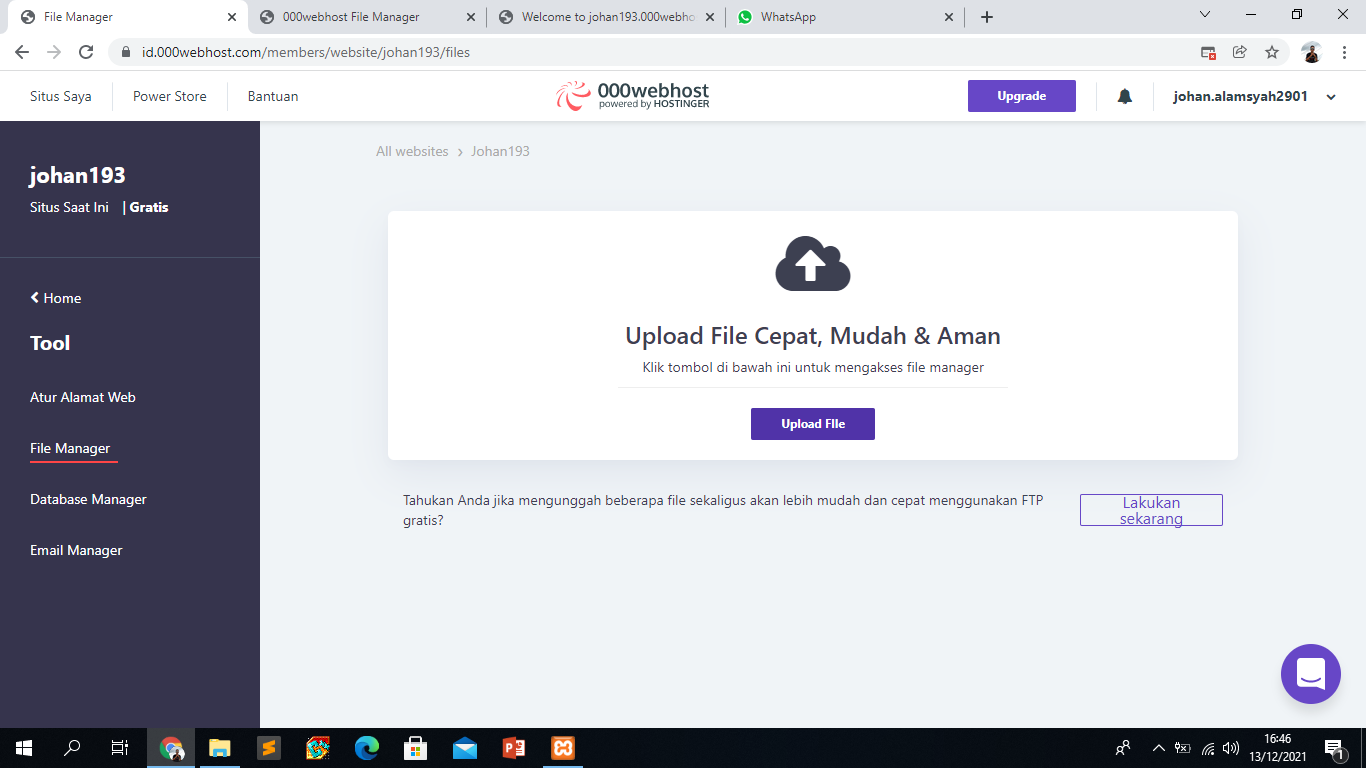 File Manager
000webhost File Manager
Welcome to johan193.000webho
WhatsApp
id.000webhost.com/members/website/johan193/files
Situs Saya
Power Store
Bantuan
000webhost
powered by HOSTINGER
Upgrade
johan.alamsyah2901
johan193
Situs Saat Ini | Gratis
Home
Tool
Atur Alamat Web
File Manager
Database Manager
Email Manager
All websites › Johan193
Upload File Cepat, Mudah & Aman
Klik tombol di bawah ini untuk mengakses file manager
Upload FIle
Tahukan Anda jika mengunggah beberapa file sekaligus akan lebih mudah dan cepat menggunakan FTP
gratis?
Lakukan
sekarang
16:46
13/12/2021
1